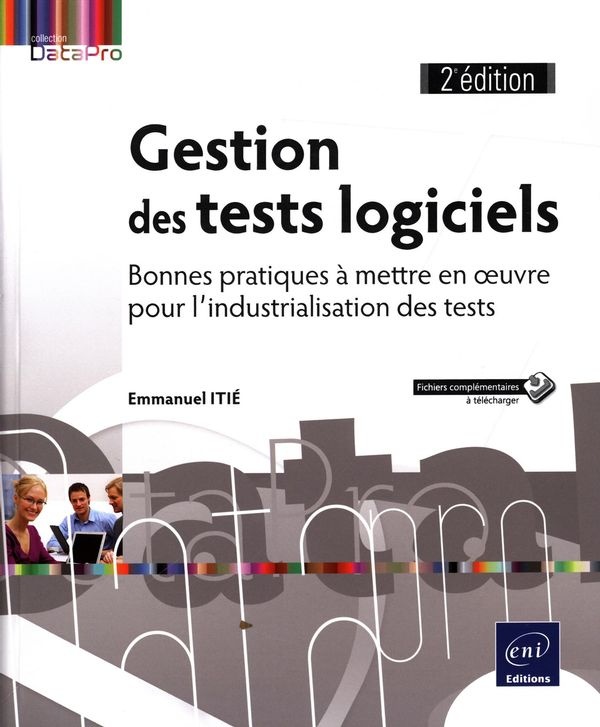 collection
DataPro
2e édition
Gestion
des tests logiciels
Bonnes pratiques à mettre en œuvre
pour l'industrialisation des tests
Emmanuel ITIÉ
Fichiers complémentaires
à télécharger
eni
Editions